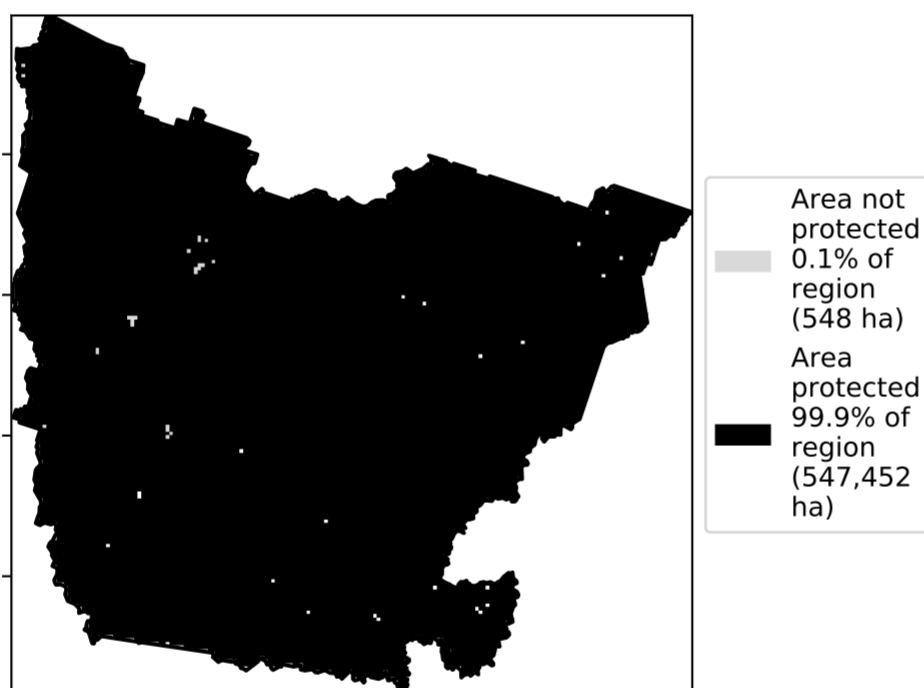 Area not
protected
0.1% of
region
(548 ha)
Area
protected
99.9% of
region
(547,452
ha)